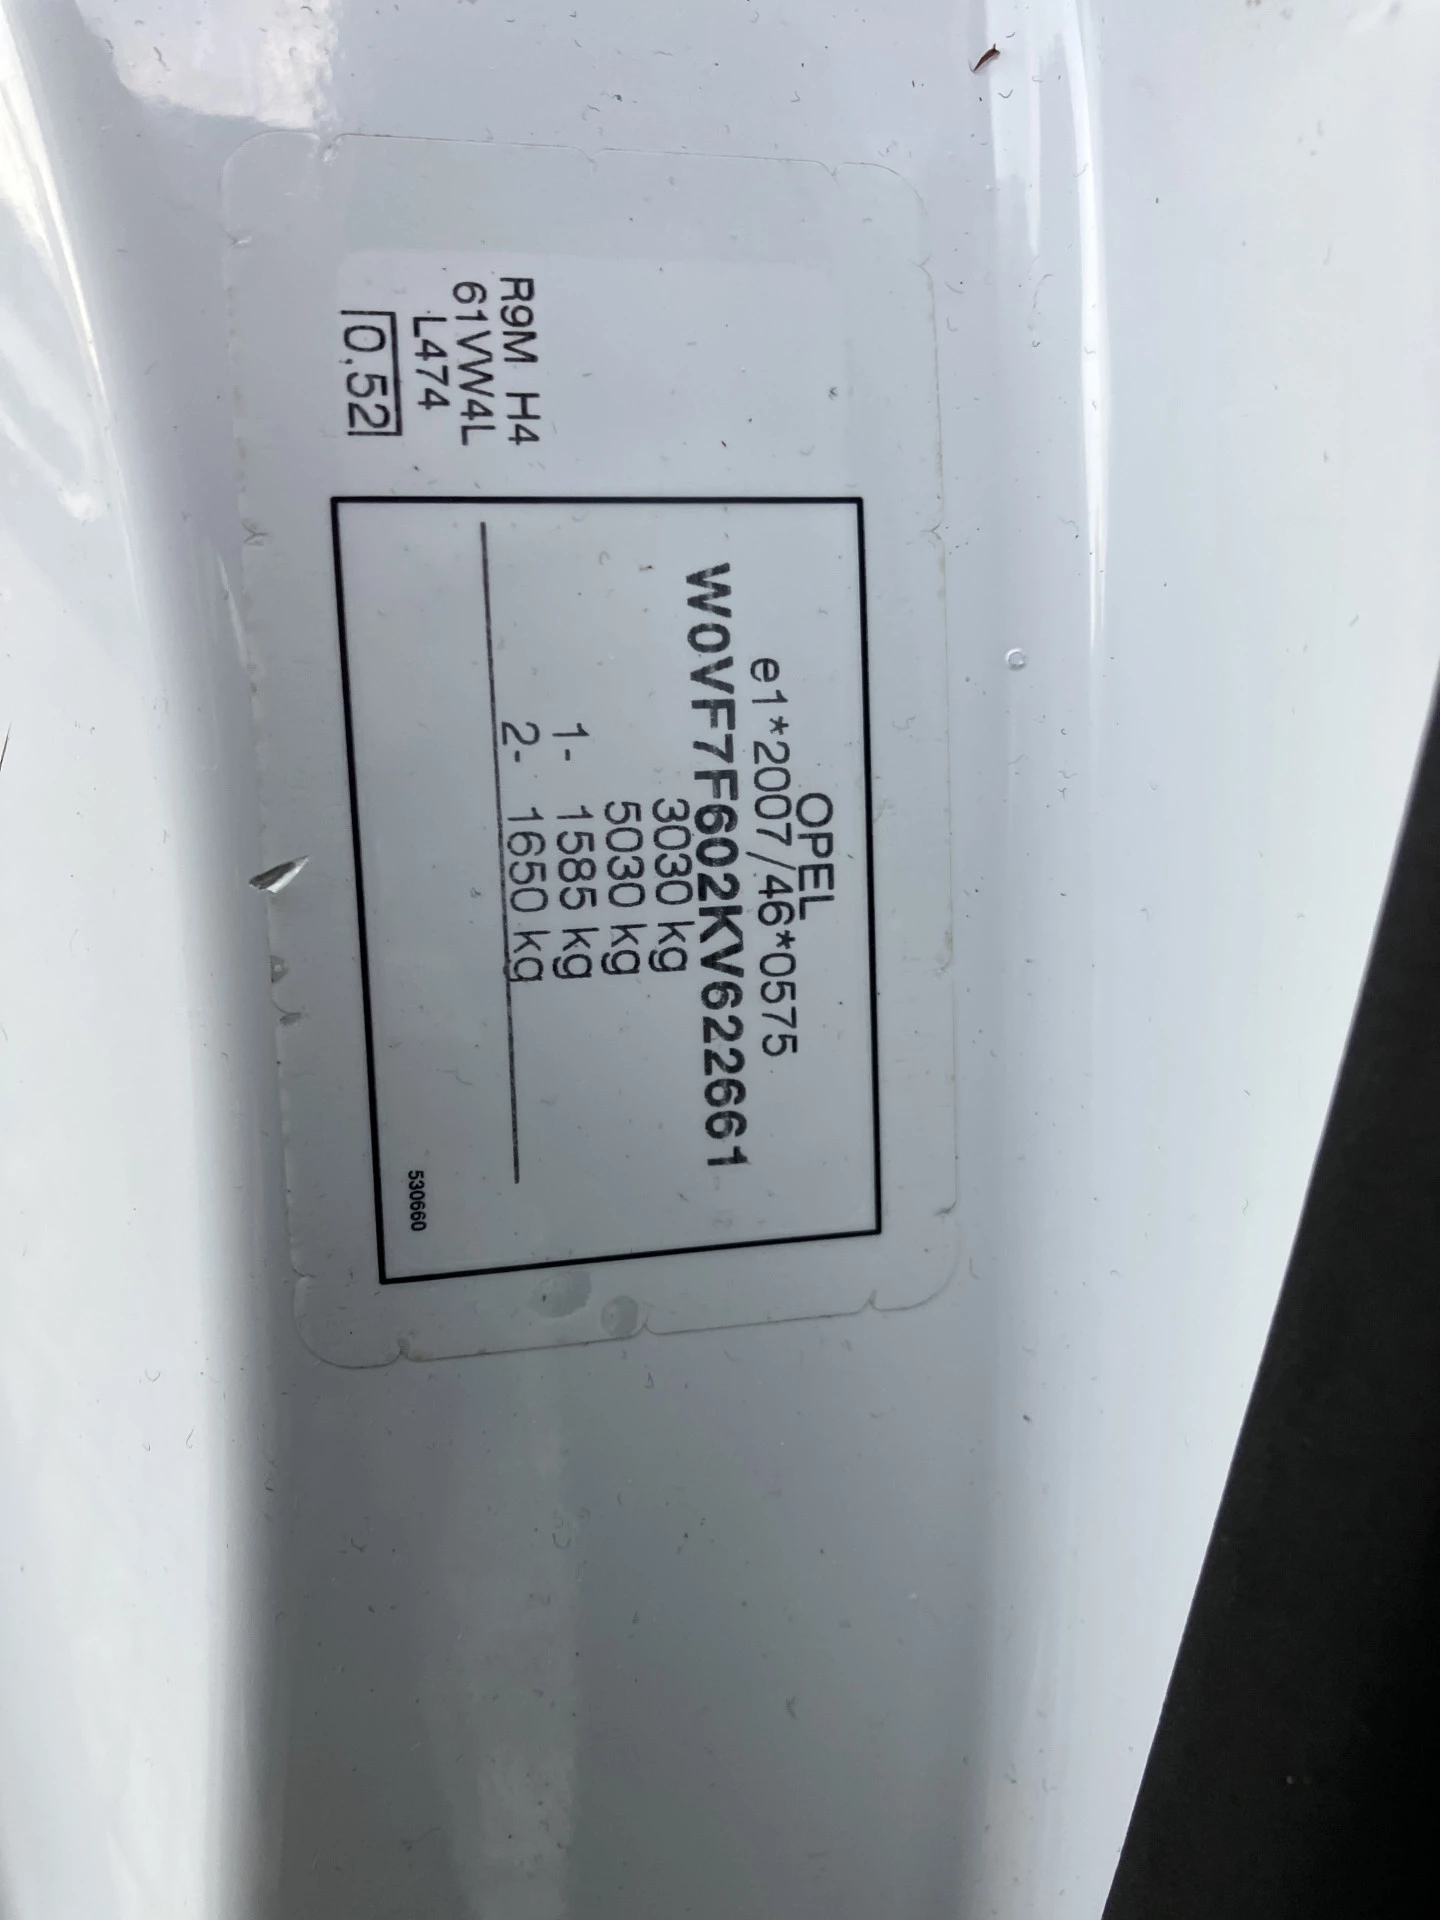 R9M H4
61VW4L
L474
0,52
OPEL
e1*2007/46*0575
W0VF7F602KV622661
3030 kg
5030 kg
1- 1585 kg
2- 1650 kg
530660